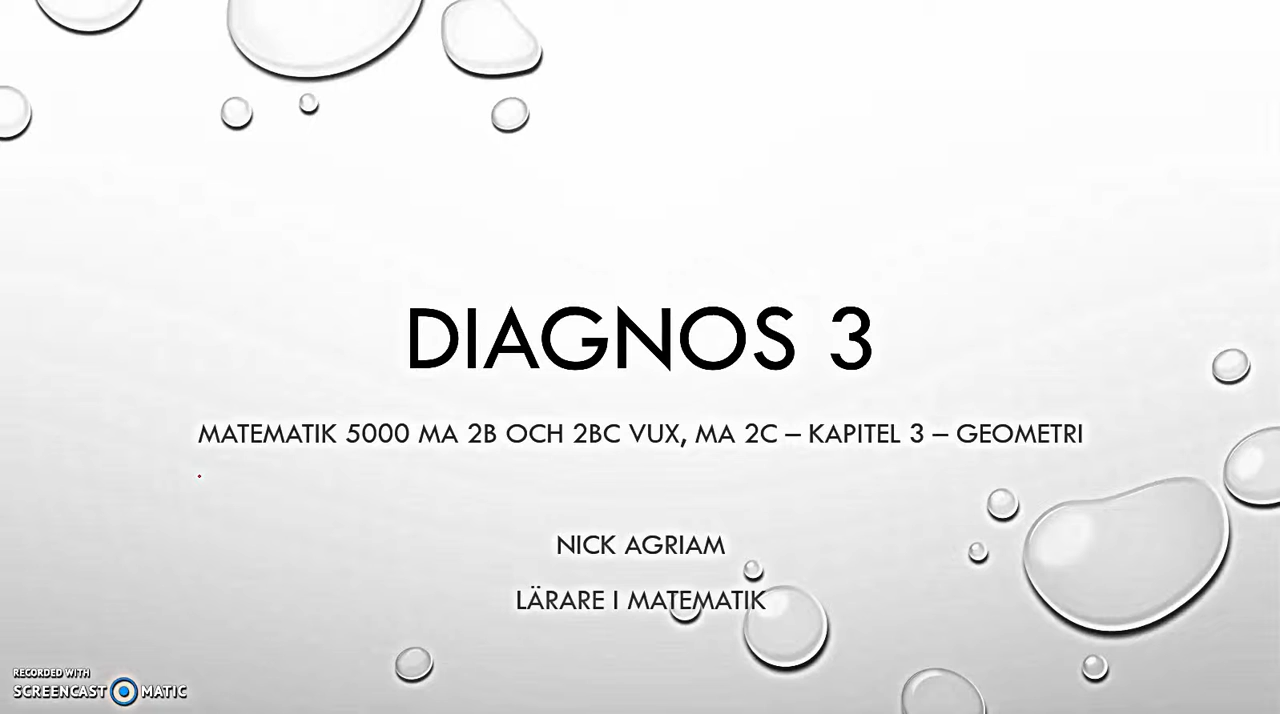 DIAGNOS 3
MATEMATIK 5000 MA 2B OCH 2BC VUX, MA 2C – KAPITEL 3 – GEOMETRI
NICK AGRIAM
LÄRARE I MATEMATIK
RECORDED WITH
SCREENCAST MATIC